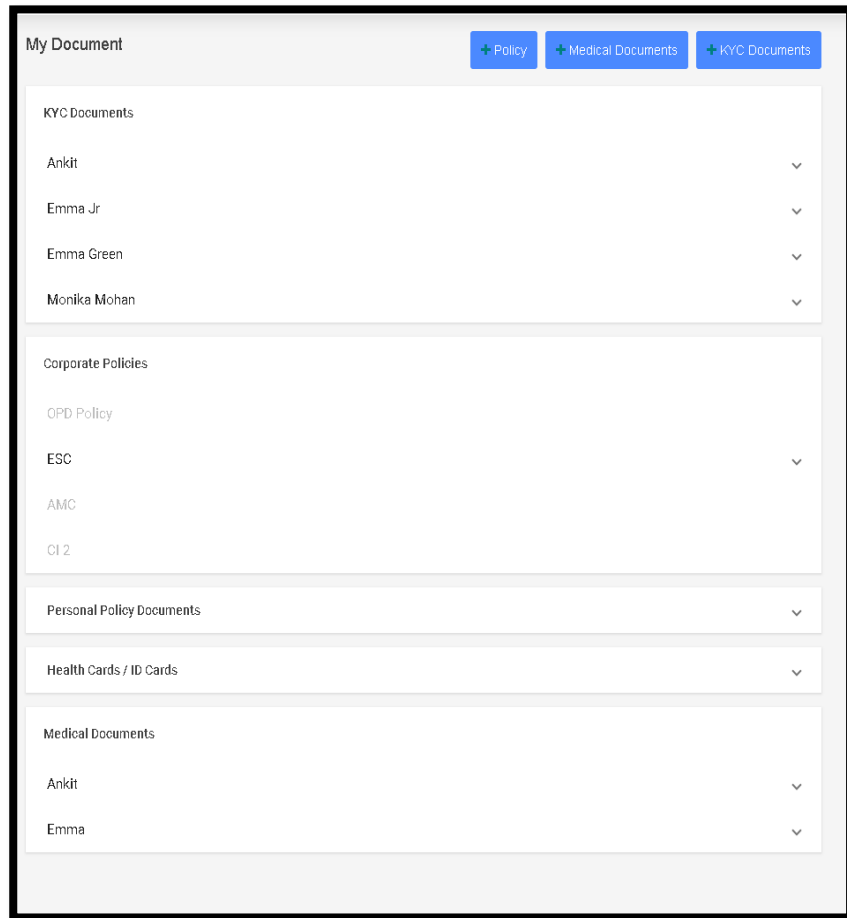 My Document
+ Policy
+ Medical Documents
+ KYC Documents
KYC Documents
Ankit
Emma Jr
Emma Green
Monika Mohan
Corporate Policies
OPD Policy
ESC
AMC
CI 2
Personal Policy Documents
Health Cards / ID Cards
Medical Documents
Ankit
Emma